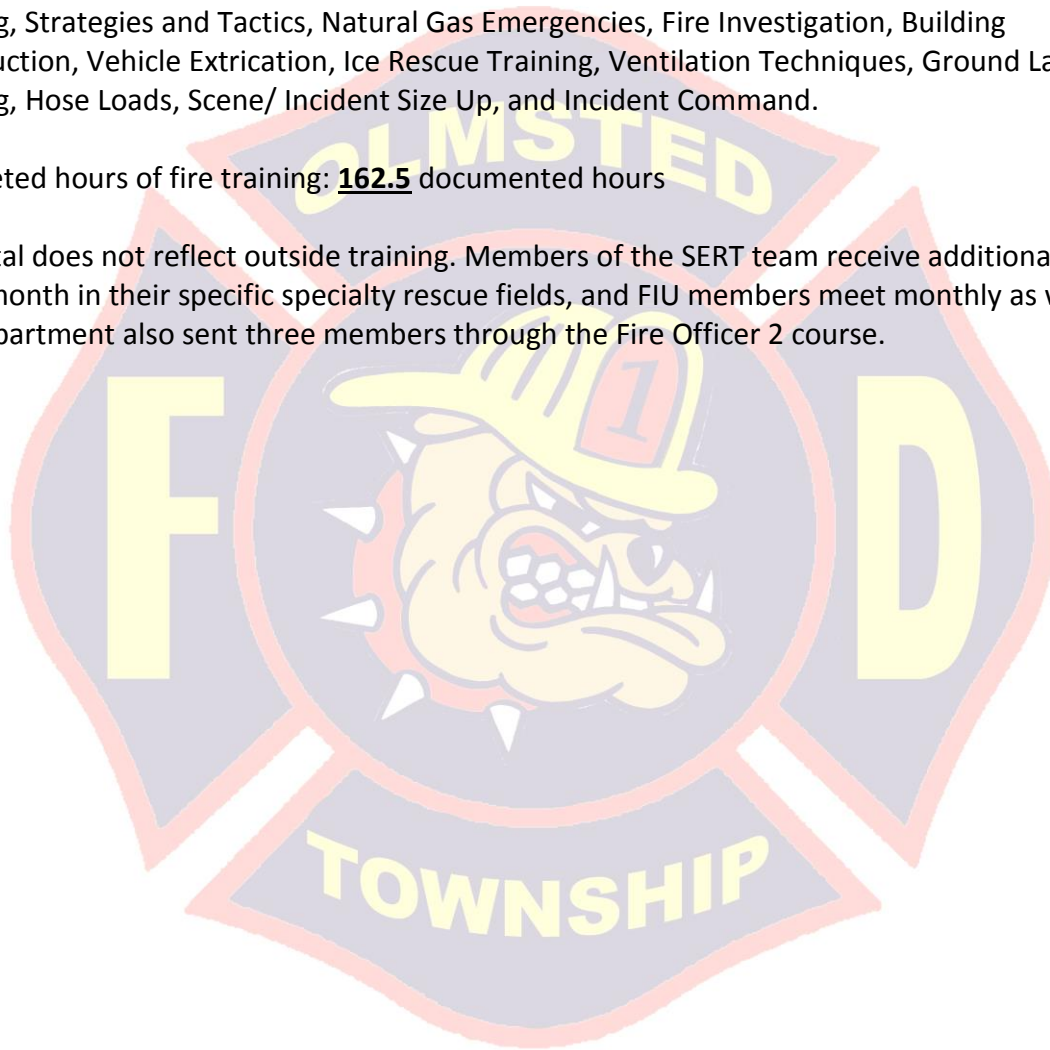 g, Strategies and Tactics, Natural Gas Emergencies, Fire Investigation, Building
uction, Vehicle Extrication, Ice Rescue Training, Ventilation Techniques, Ground La
g, Hose Loads, Scene/ Incident Size Up, and Incident Command.
OLMSTED
eted hours of fire training: 162.5 documented hours
tal does not reflect outside training. Members of the SERT team receive additiona
month in their specific specialty rescue fields, and FIU members meet monthly as w
partment also sent three members through the Fire Officer 2 course.
1
F D
TOWNSHIP